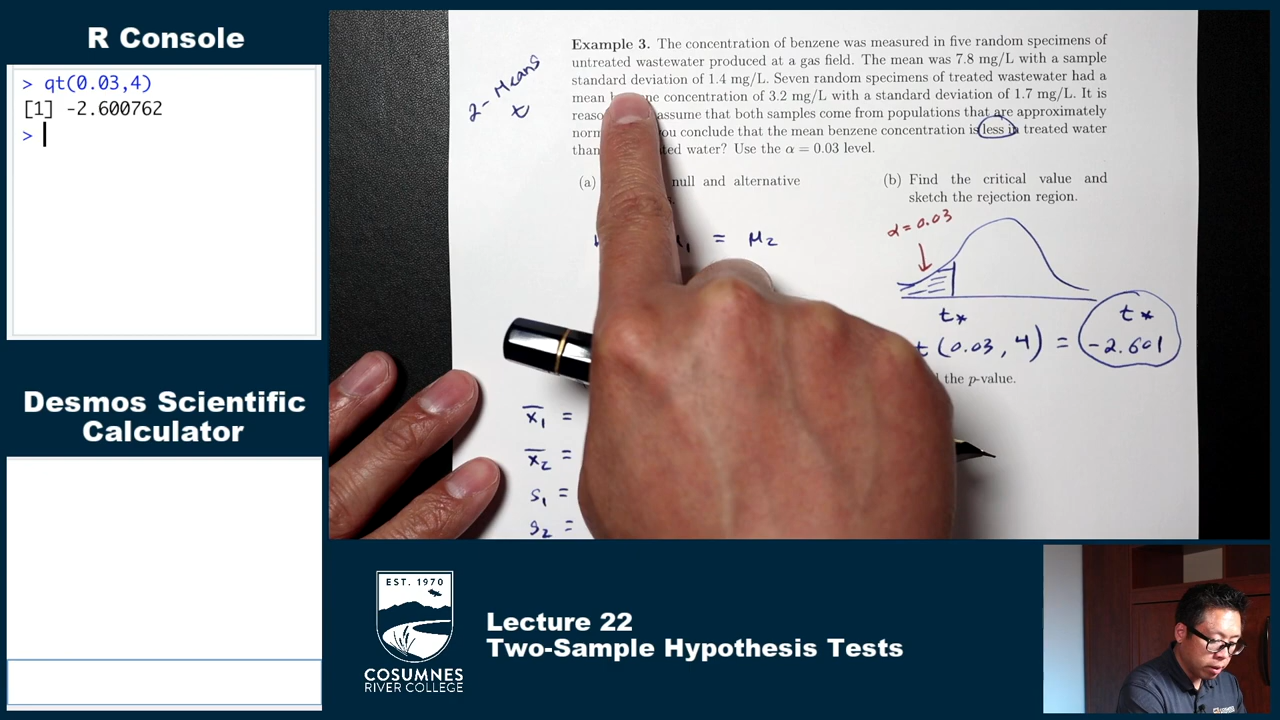 R Console
> qt(0.03,4)
[1] -2.600762
>
Desmos Scientific
Calculator
2-Means
t
Example 3. The concentration of benzene was measured in five random specimens of
untreated wastewater produced at a gas field. The mean was 7.8 mg/L with a sample
standard deviation of 1.4 mg/L. Seven random specimens of treated wastewater had a
mean concentration of 3.2 mg/L with a standard deviation of 1.7 mg/L. It is
assume that both samples come from populations that are approximately
conclude that the mean benzene concentration is less in treated water
water? Use the α = 0.03 level.
(a) null and alternative
= μ2
(b) Find the critical value and
sketch the rejection region.
α = 0.03
t*
t*
t (0.03, 4) = -2.601
the p-value.
x̄1 =
x̄2 =
s1 =
s2 =
EST. 1970
COSUMNES
RIVER COLLEGE
Lecture 22
Two-Sample Hypothesis Tests